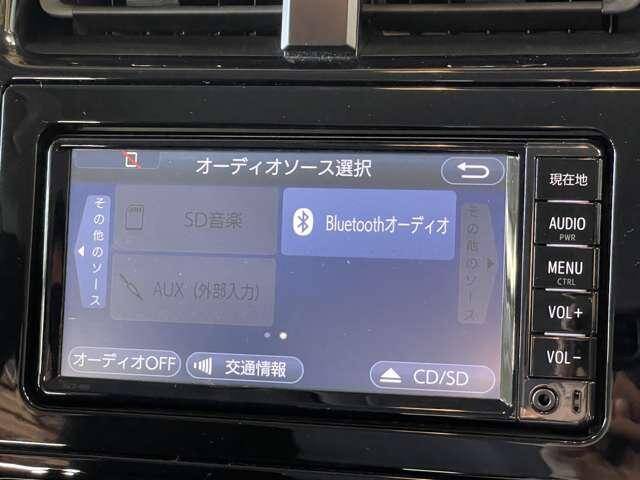 オーディオソース選択
その他のソース
SD音楽
Bluetoothオーディオ
その他のソース
AUX (外部入力)
オーディオOFF
交通情報
CD/SD
現在地
AUDIO
PWR
MENU
CTRL
VOL+
VOL-